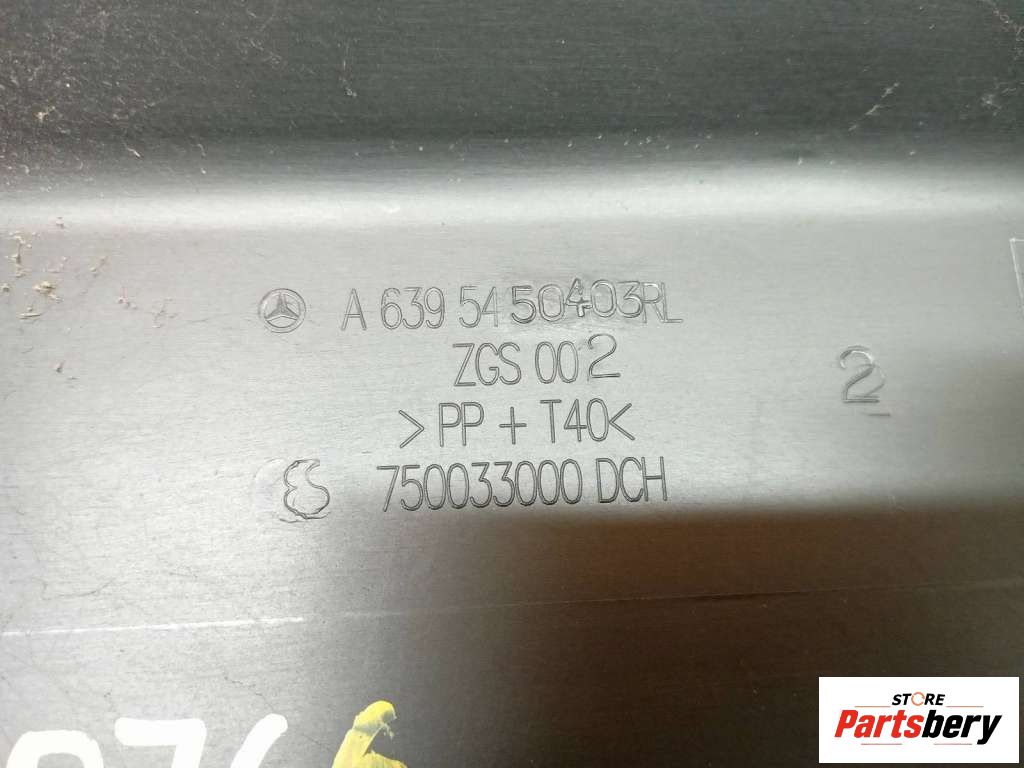 A 639 54 50403RL
ZGS 002
2
>PP + T40<
750033000 DCH
STORE
Partsbery